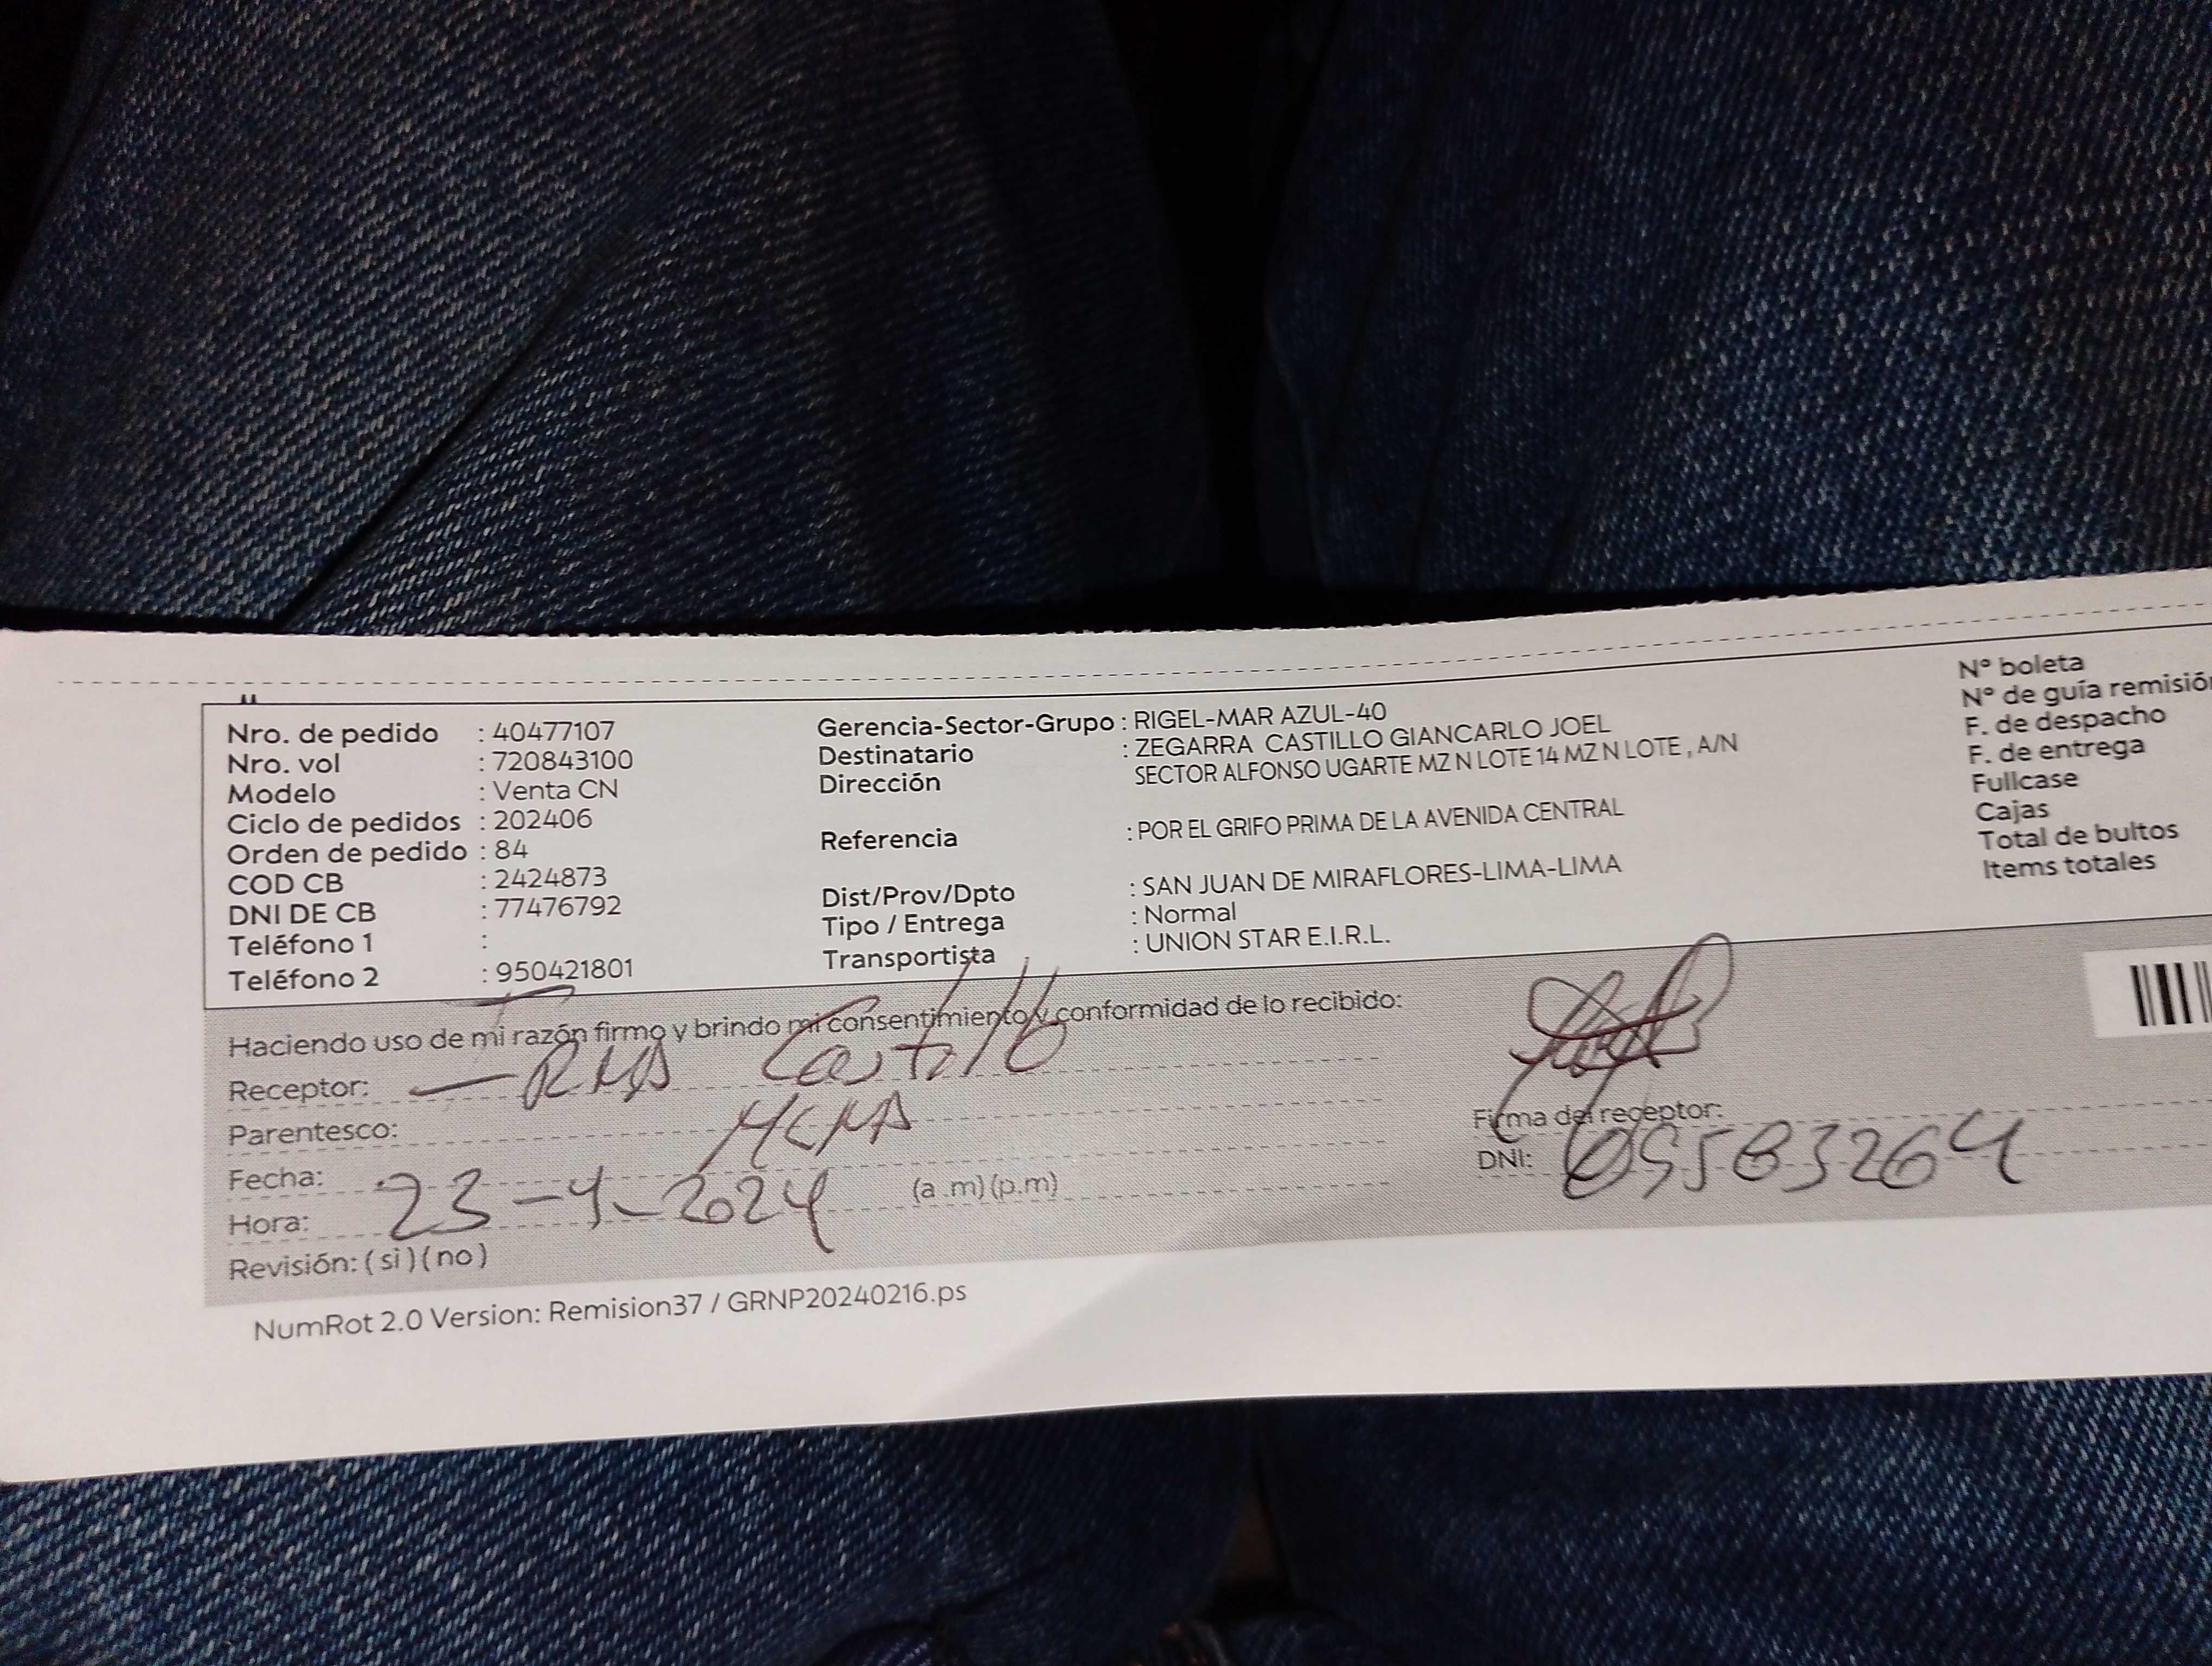 Nro. de pedido : 40477107
Nro. vol : 720843100
Modelo : Venta CN
Ciclo de pedidos : 202406
Orden de pedido : 84
COD CB : 2424873
DNI DE CB : 77476792
Teléfono 1 :
Teléfono 2 : 950421801
Gerencia-Sector-Grupo : RIGEL-MAR AZUL-40
Destinatario : ZEGARRA CASTILLO GIANCARLO JOEL
Dirección SECTOR ALFONSO UGARTE MZ N LOTE 14 MZ N LOTE , A/N
Referencia : POR EL GRIFO PRIMA DE LA AVENIDA CENTRAL
Dist/Prov/Dpto : SAN JUAN DE MIRAFLORES-LIMA-LIMA
Tipo / Entrega : Normal
Transportista : UNION STAR E.I.R.L.
N° boleta
N° de guía remisión
F. de despacho
F. de entrega
Fullcase
Cajas
Total de bultos
Items totales
Haciendo uso de mi razón firmo y brindo mi consentimiento y conformidad de lo recibido:
Receptor: Castillo
Parentesco:
Fecha: 23-4-2024
Hora: (a.m)(p.m)
Revisión: (si)(no)
Firma del receptor:
DNI: 09583264
NumRot 2.0 Version: Remision37 / GRNP20240216.ps